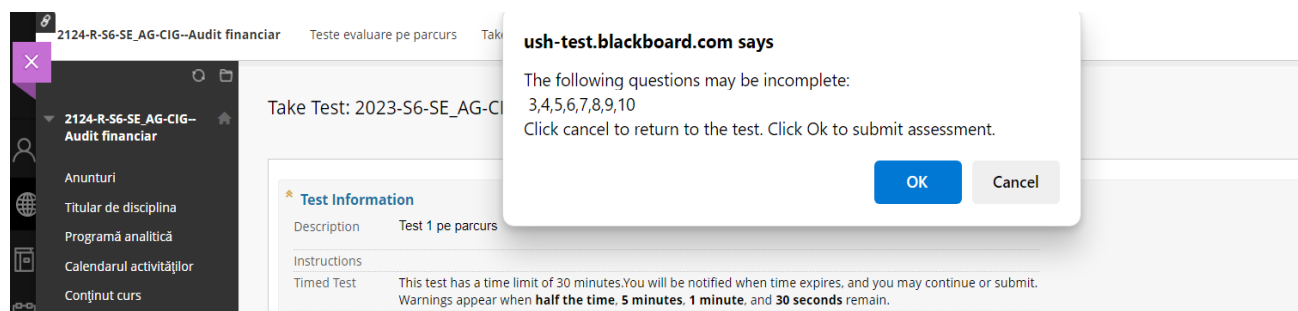 2124-R-S6-SE_AG-CIG--Audit financiar
Teste evaluare pe parcurs
ush-test.blackboard.com says
The following questions may be incomplete:
3,4,5,6,7,8,9,10
Click cancel to return to the test. Click Ok to submit assessment.
OK
Cancel
2124-R-S6-SE_AG-CIG--
Audit financiar
Anunturi
Titular de disciplina
Programă analitică
Calendarul activităţilor
Conţinut curs
Take Test: 2023-S6-SE_AG-CI
Test Information
Description Test 1 pe parcurs
Instructions
Timed Test This test has a time limit of 30 minutes.You will be notified when time expires, and you may continue or submit.
Warnings appear when half the time, 5 minutes, 1 minute, and 30 seconds remain.